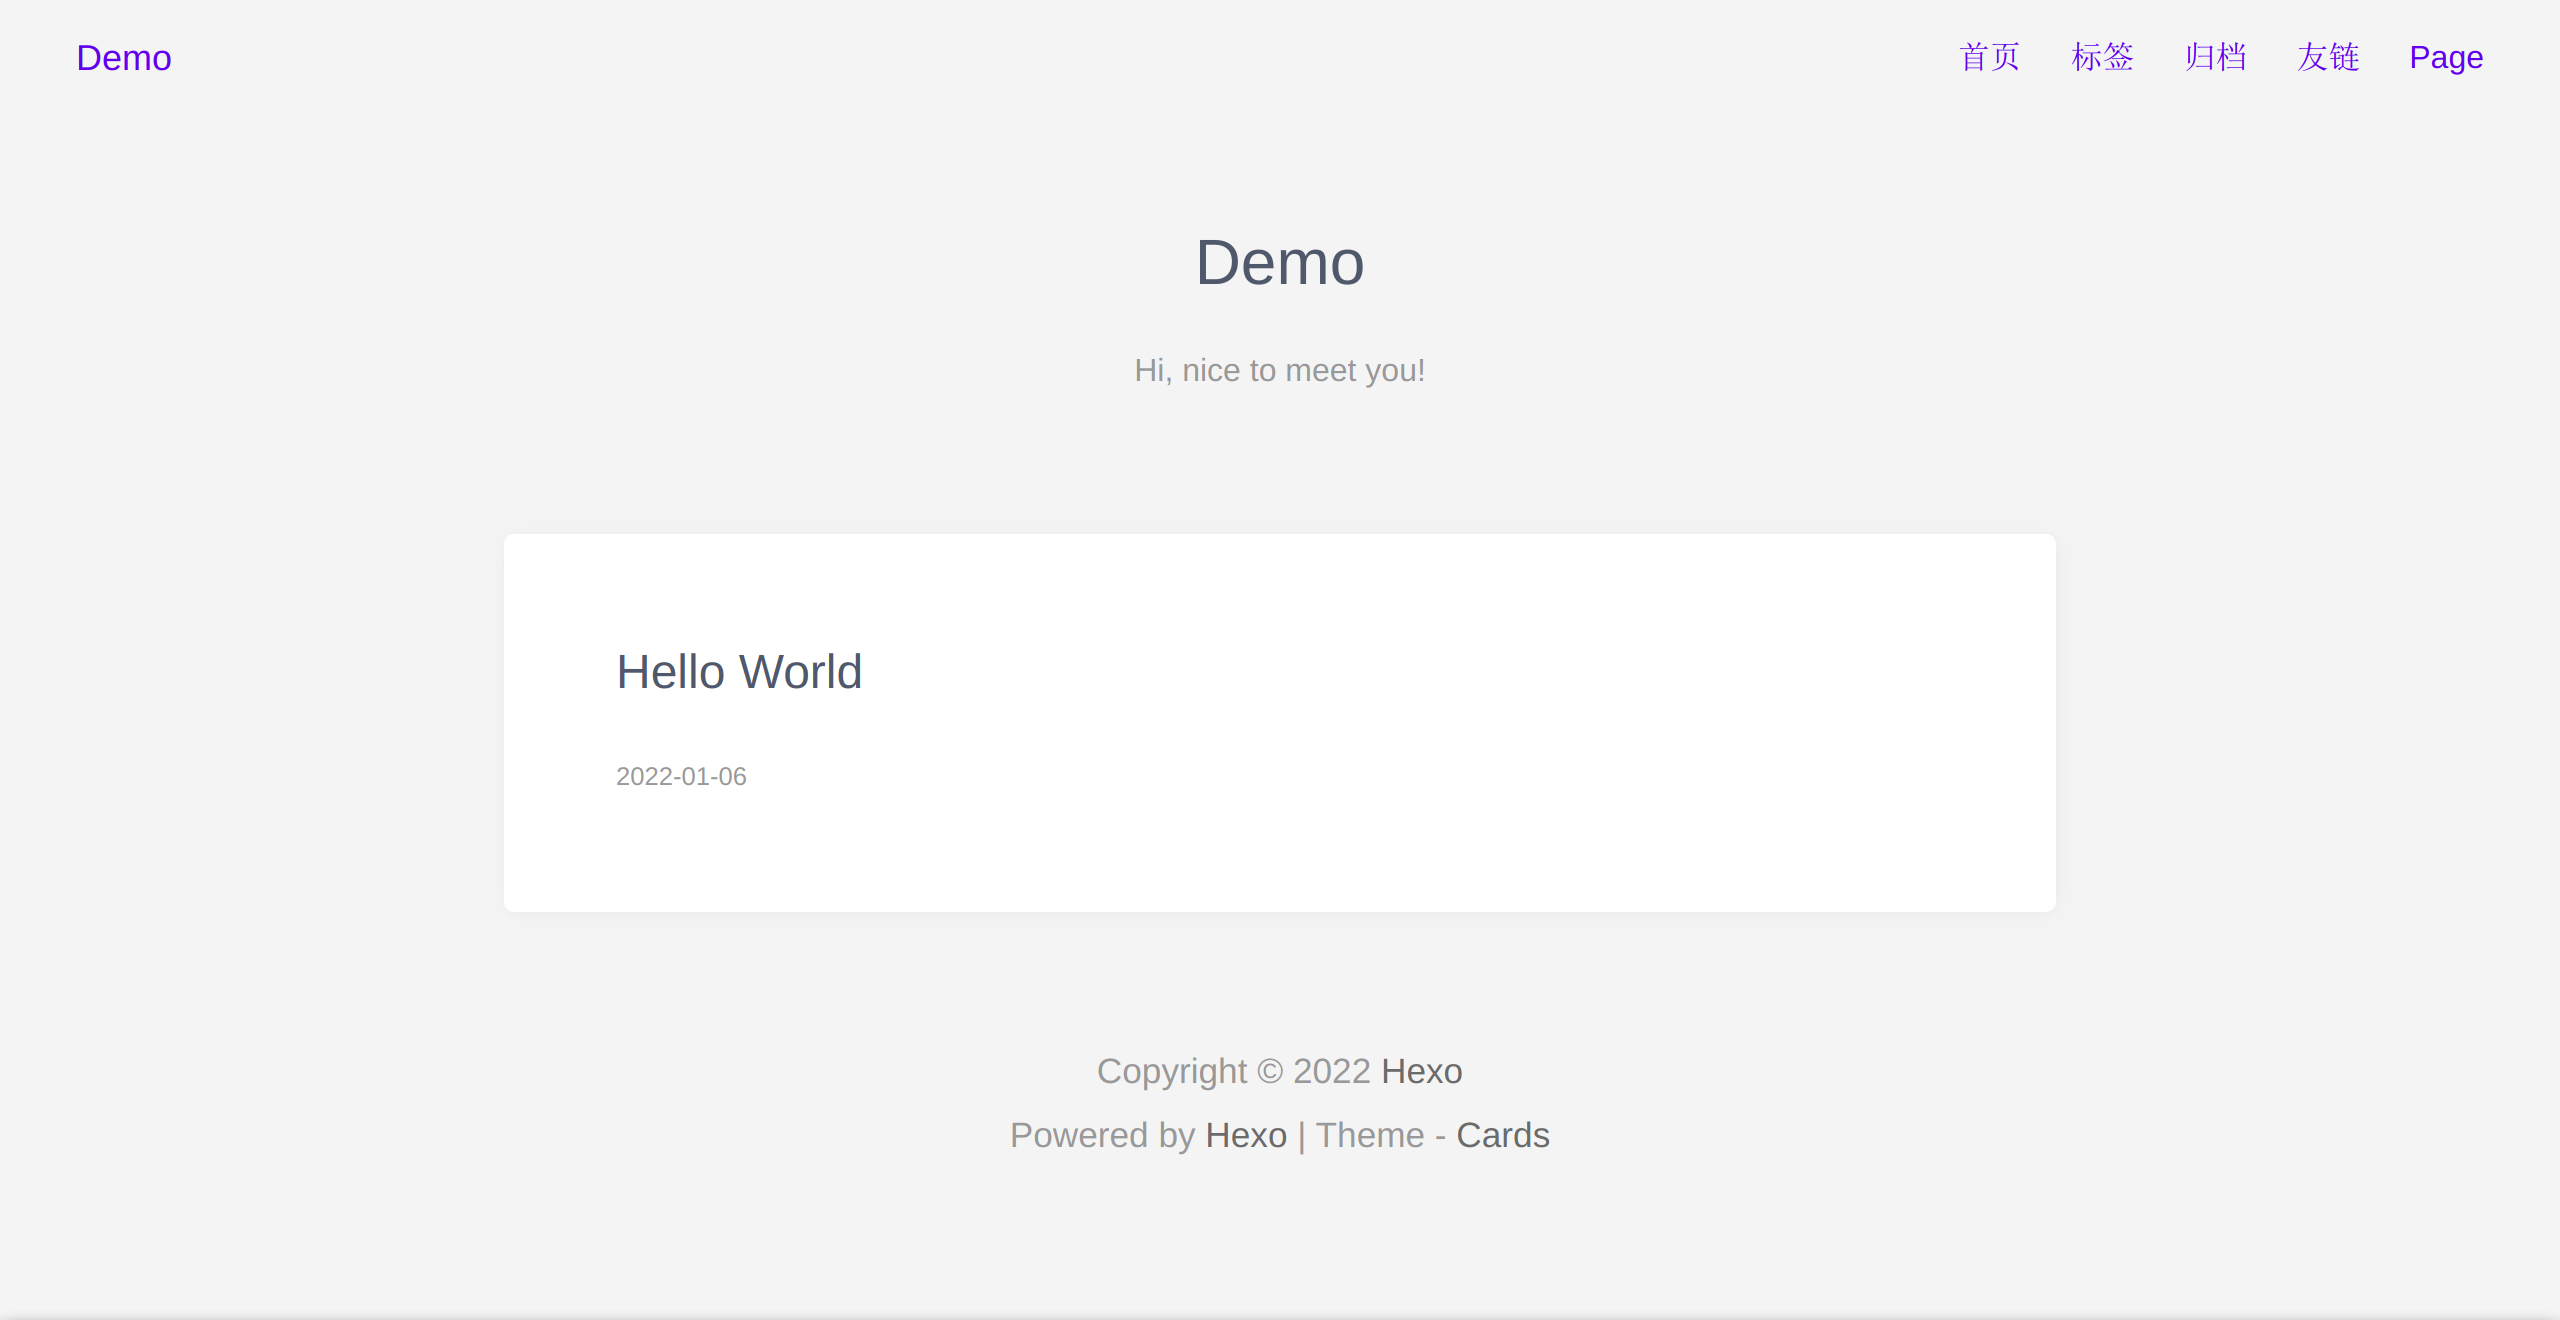 Demo 首页 标签 归档 友链 Page
Demo
Hi, nice to meet you!
Hello World
2022-01-06
Copyright © 2022 Hexo
Powered by Hexo | Theme - Cards